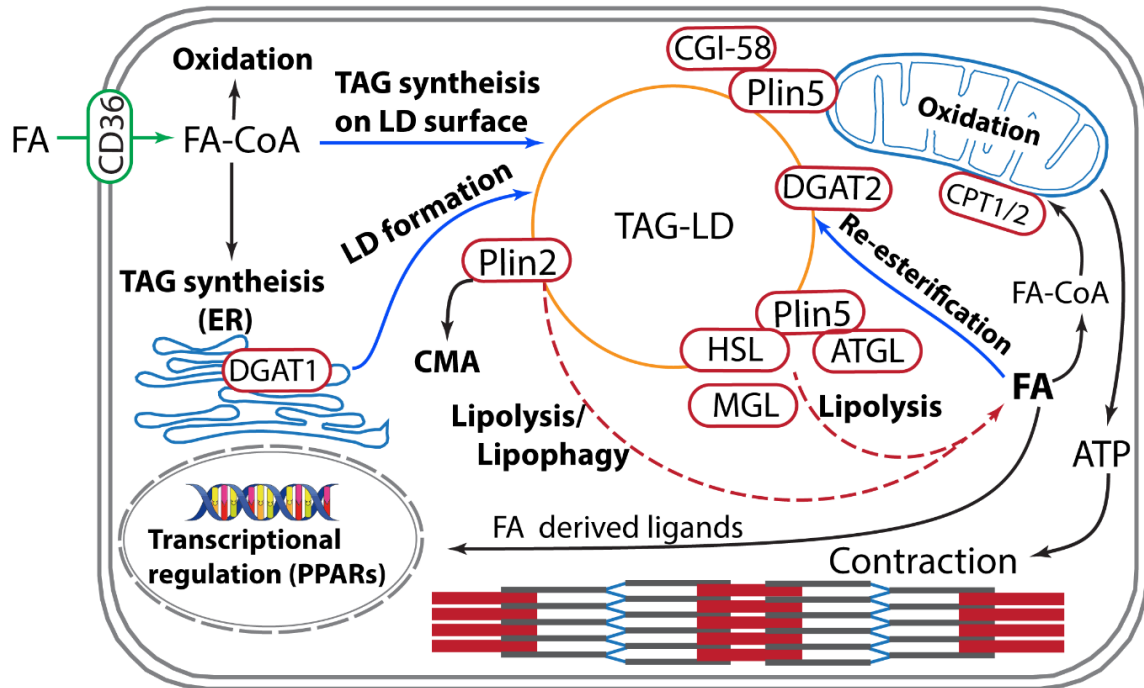 CGI-58
Plin5
Oxidation
TAG syntheisis
on LD surface
Oxidation
FA
CD36
FA-CoA
DGAT2
CPT1/2
LD formation
TAG-LD
Re-esterification
Plin2
TAG syntheisis
(ER)
FA-CoA
Plin5
HSL
ATGL
DGAT1
CMA
FA
MGL
Lipolysis
Lipolysis/
Lipophagy
ATP
FA derived ligands
Transcriptional
regulation (PPARs)
Contraction